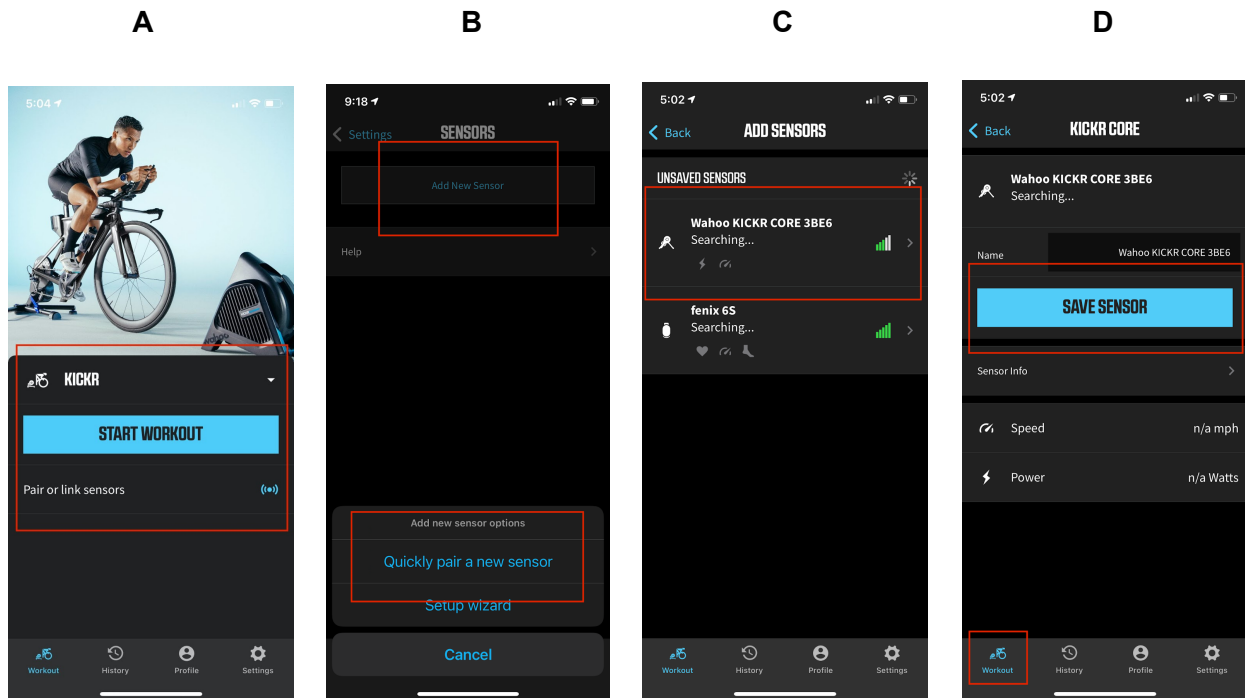 A
B
C
D
5:04
START WORKOUT
KICKR
Pair or link sensors
Workout
History
Profile
Settings
9:18
Settings
SENSORS
Add New Sensor
Help
Add new sensor options
Quickly pair a new sensor
Setup wizard
Cancel
5:02
Back
ADD SENSORS
UNSAVED SENSORS
Wahoo KICKR CORE 3BE6
Searching...
fenix 6S
Searching...
Workout
History
Profile
Settings
5:02
Back
KICKR CORE
Wahoo KICKR CORE 3BE6
Searching...
Name Wahoo KICKR CORE 3BE6
SAVE SENSOR
Sensor Info
Speed n/a mph
Power n/a Watts
Workout
History
Profile
Settings